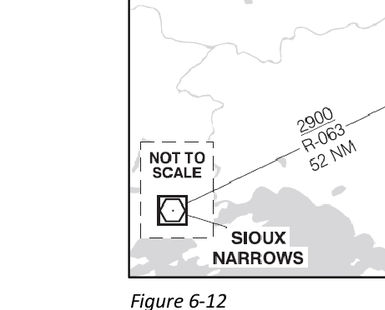 2900
R-063
52 NM
NOT TO
SCALE
SIOUX
NARROWS
Figure 6-12